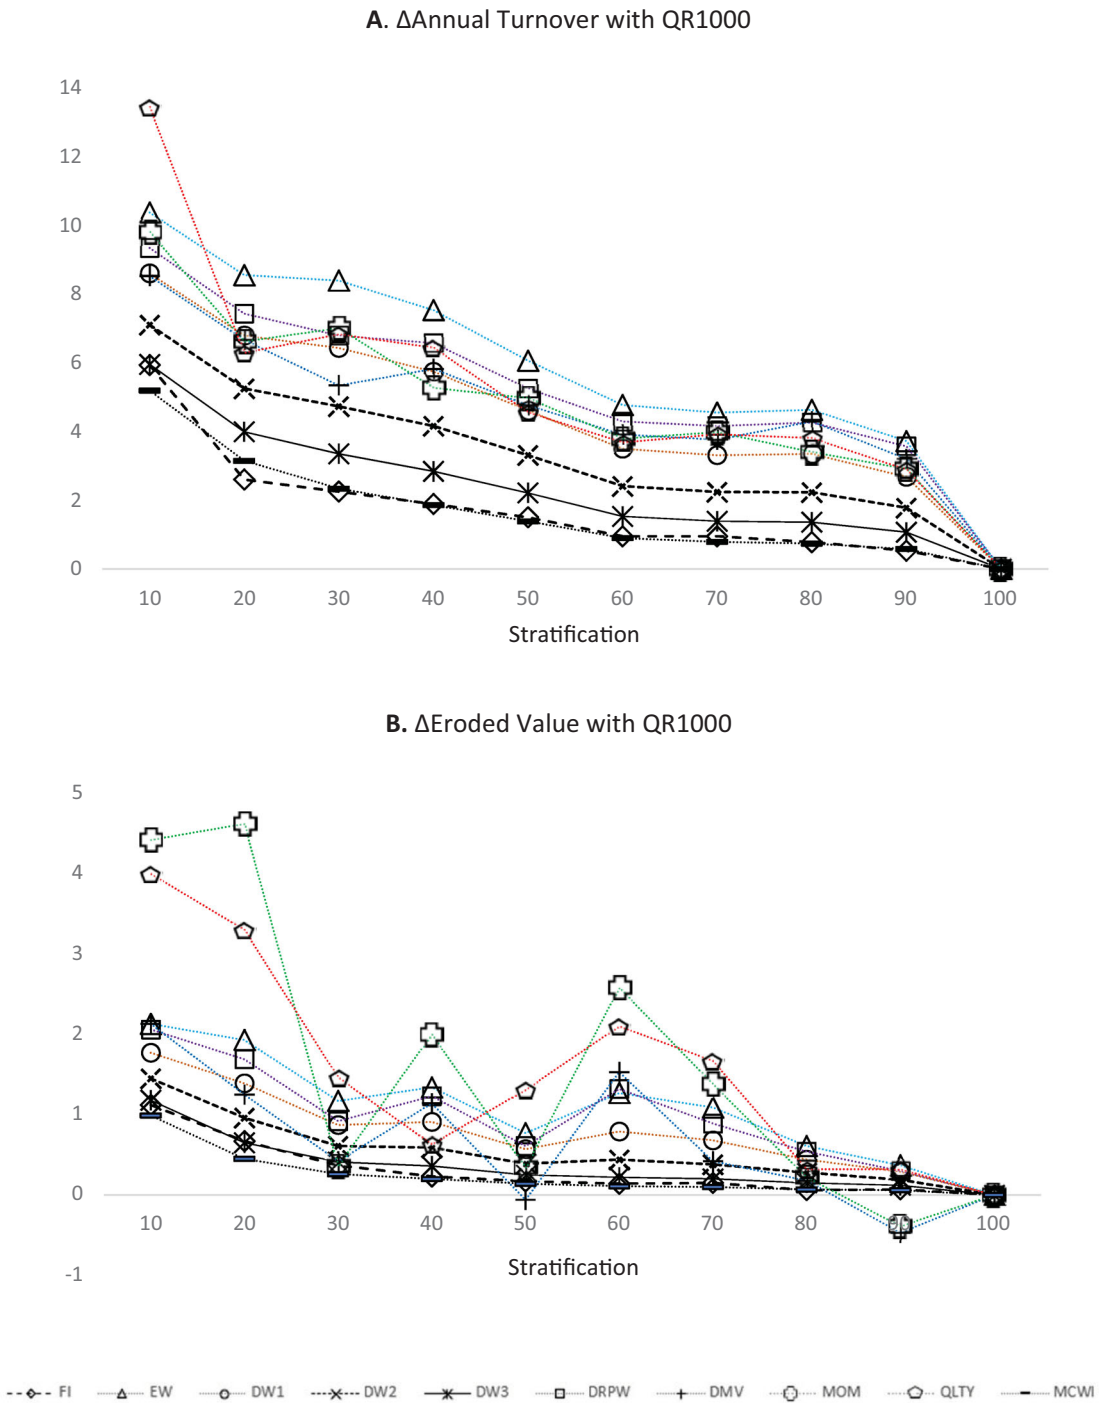 A. ΔAnnual Turnover with QR1000
14
12
10
8
6
4
2
0
10 20 30 40 50 60 70 80 90 100
Stratification
B. ΔEroded Value with QR1000
5
4
3
2
1
0
10 20 30 40 50 60 70 80 90 100
Stratification
-1
FI EW DW1 DW2 DW3 DRPW DMV MOM QLTY MCWI